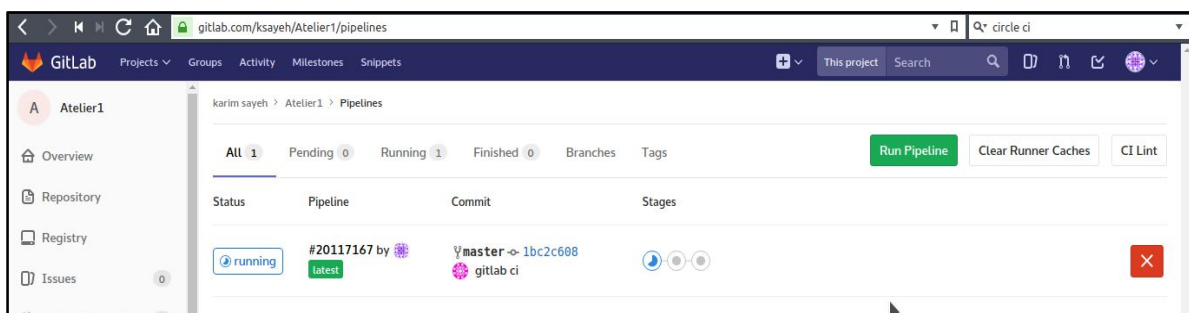 gitlab.com/ksayeh/Atelier1/pipelines circle ci
GitLab Projects Groups Activity Milestones Snippets This project Search
A Atelier1
karim sayeh > Atelier1 > Pipelines
All 1 Pending 0 Running 1 Finished 0 Branches Tags Run Pipeline Clear Runner Caches CI Lint
Overview
Repository
Status Pipeline Commit Stages
Registry
running #20117167 by master 1bc2c608
latest gitlab ci
Issues 0